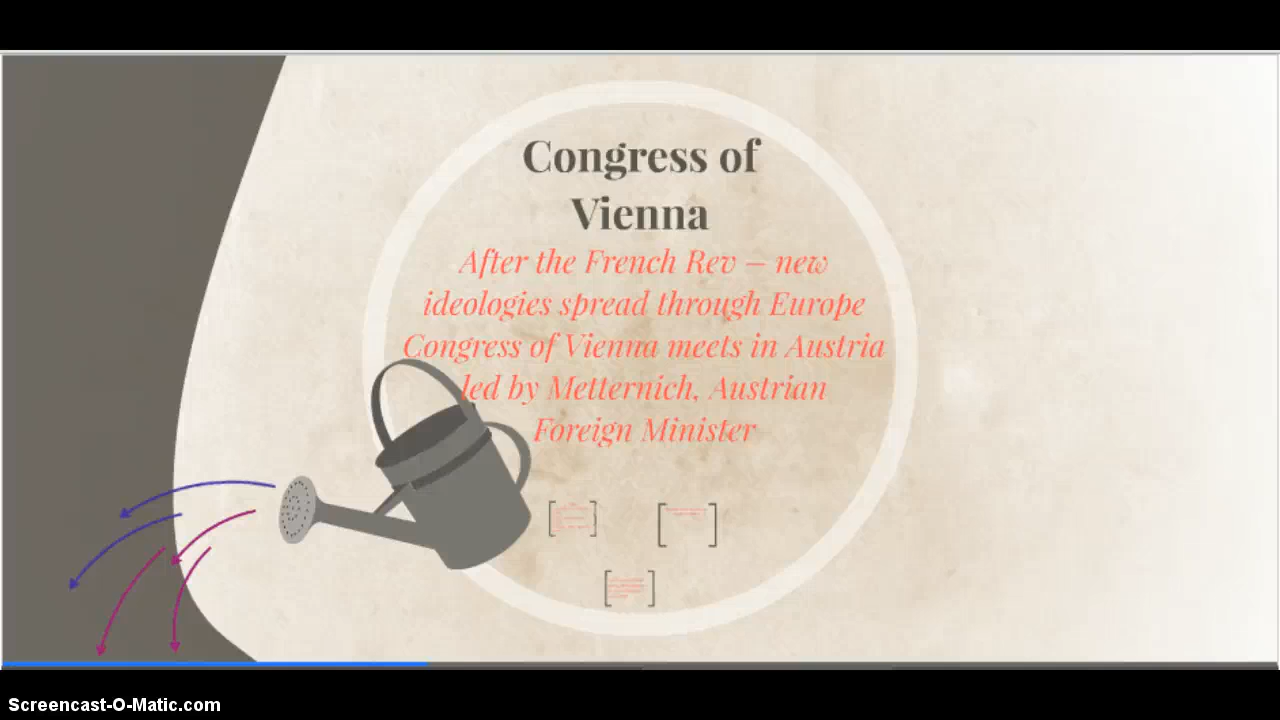 Congress of
Vienna
After the French Rev – new
ideologies spread through Europe
Congress of Vienna meets in Austria
led by Metternich, Austrian
Foreign Minister
Screencast-O-Matic.com